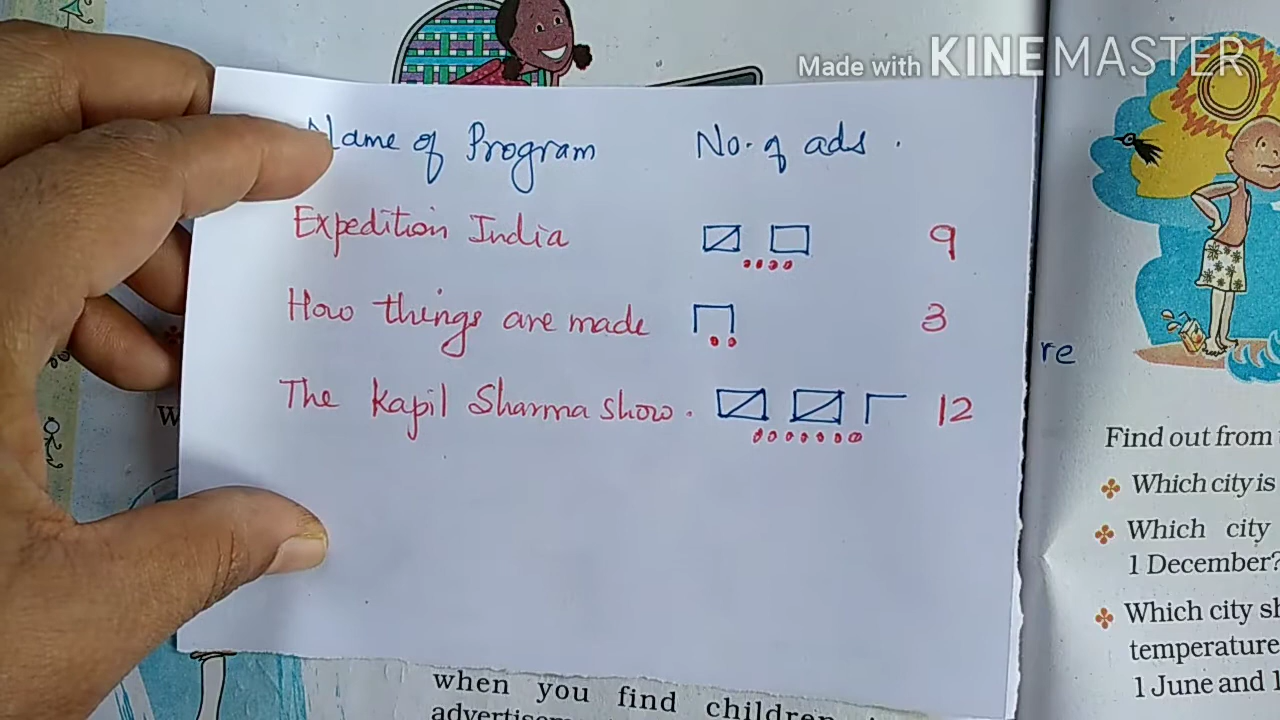 Made with KINEMASTER
Name of Program No. of ads.
Expedition India 9
How things are made 3
re
The Kapil Sharma show. 12
W
Find out from
Which city is
Which city
1 December?
Which city sh
temperature
1 June and 1
when you find children
advertisem